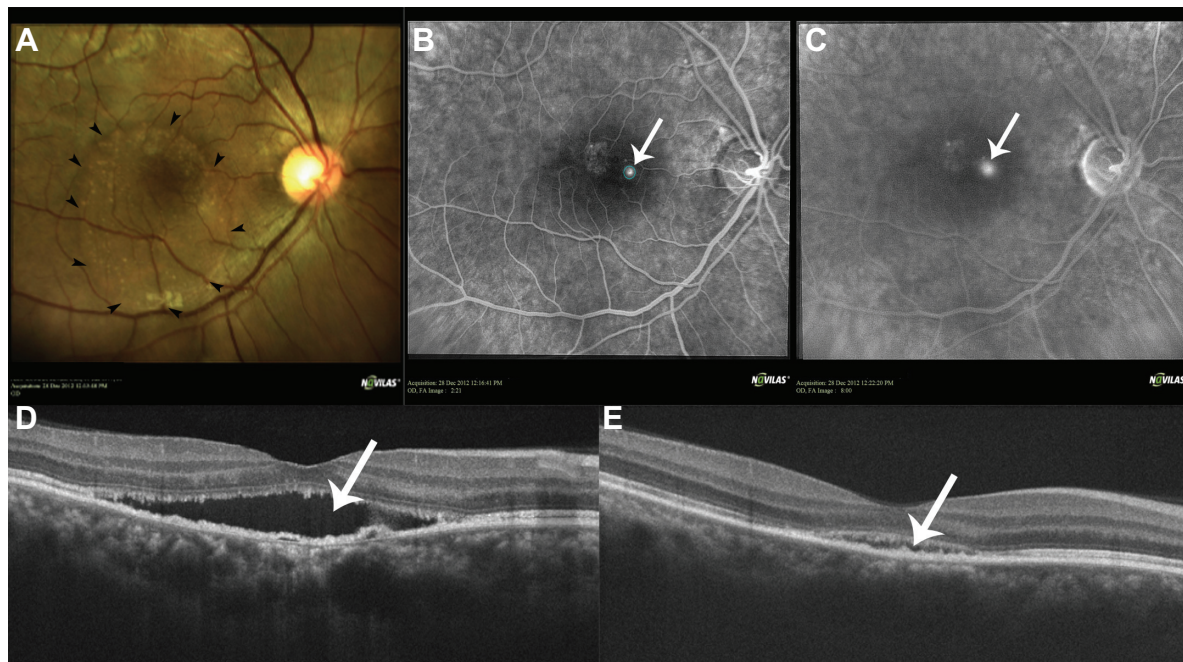 A
B
C
NAVILAS®
Acquisition: 28 Dec 2012 12:16:41 PM
OD, FA Image : 2:21
NAVILAS®
Acquisition: 28 Dec 2012 12:22:20 PM
OD, FA Image : 8:00
NAVILAS
OD
D
E